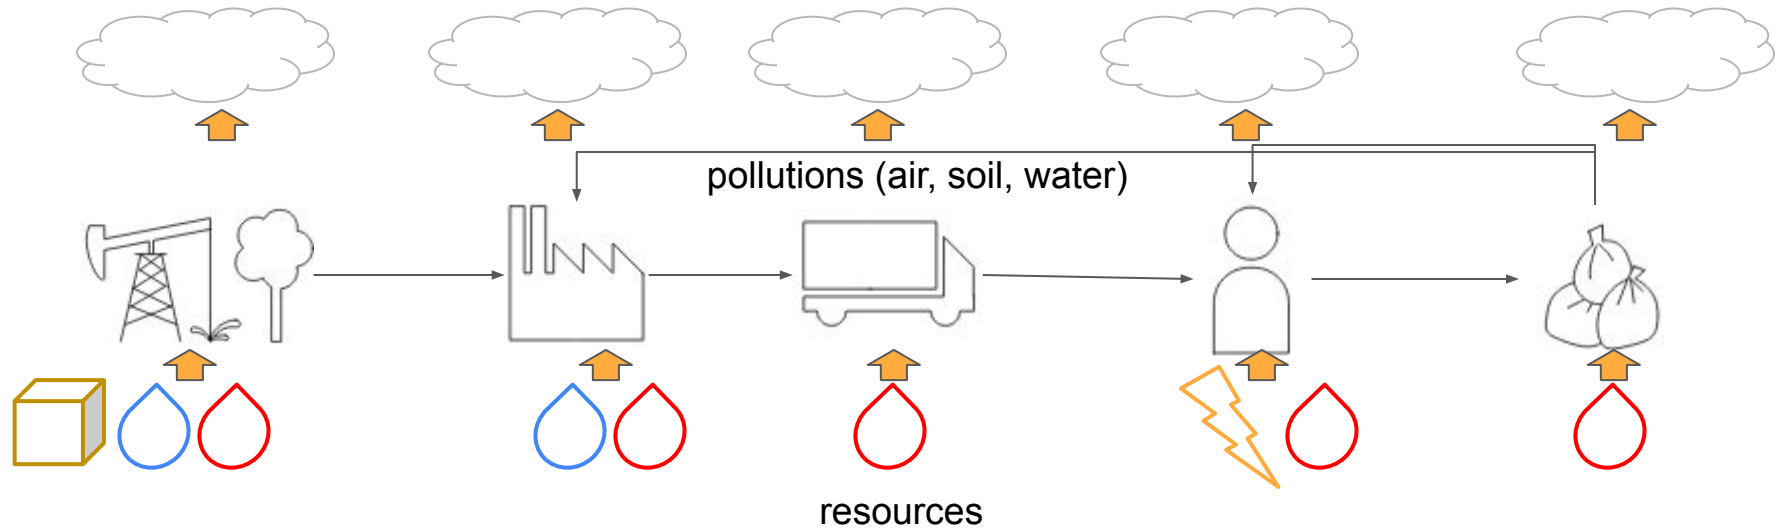 pollutions (air, soil, water)
resources